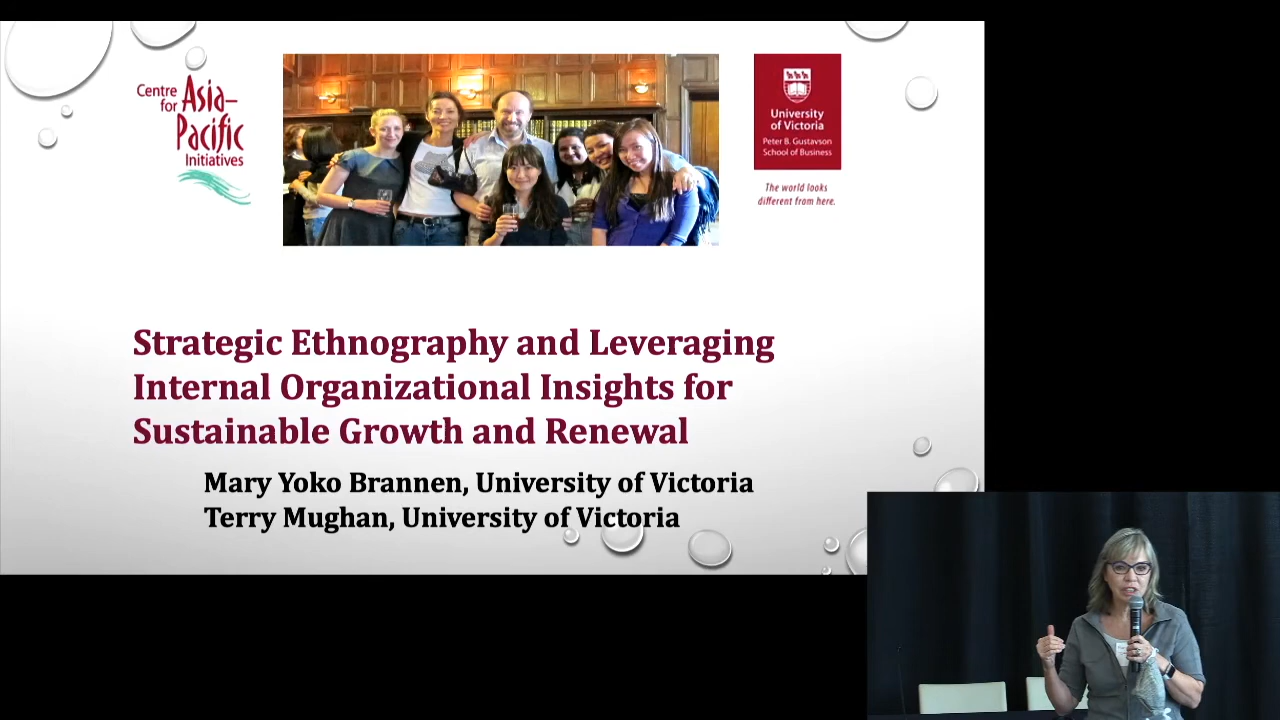 Centre
for Asia–
Pacific
Initiatives
University
of Victoria
Peter B. Gustavson
School of Business
The world looks
different from here.
Strategic Ethnography and Leveraging
Internal Organizational Insights for
Sustainable Growth and Renewal
Mary Yoko Brannen, University of Victoria
Terry Mughan, University of Victoria